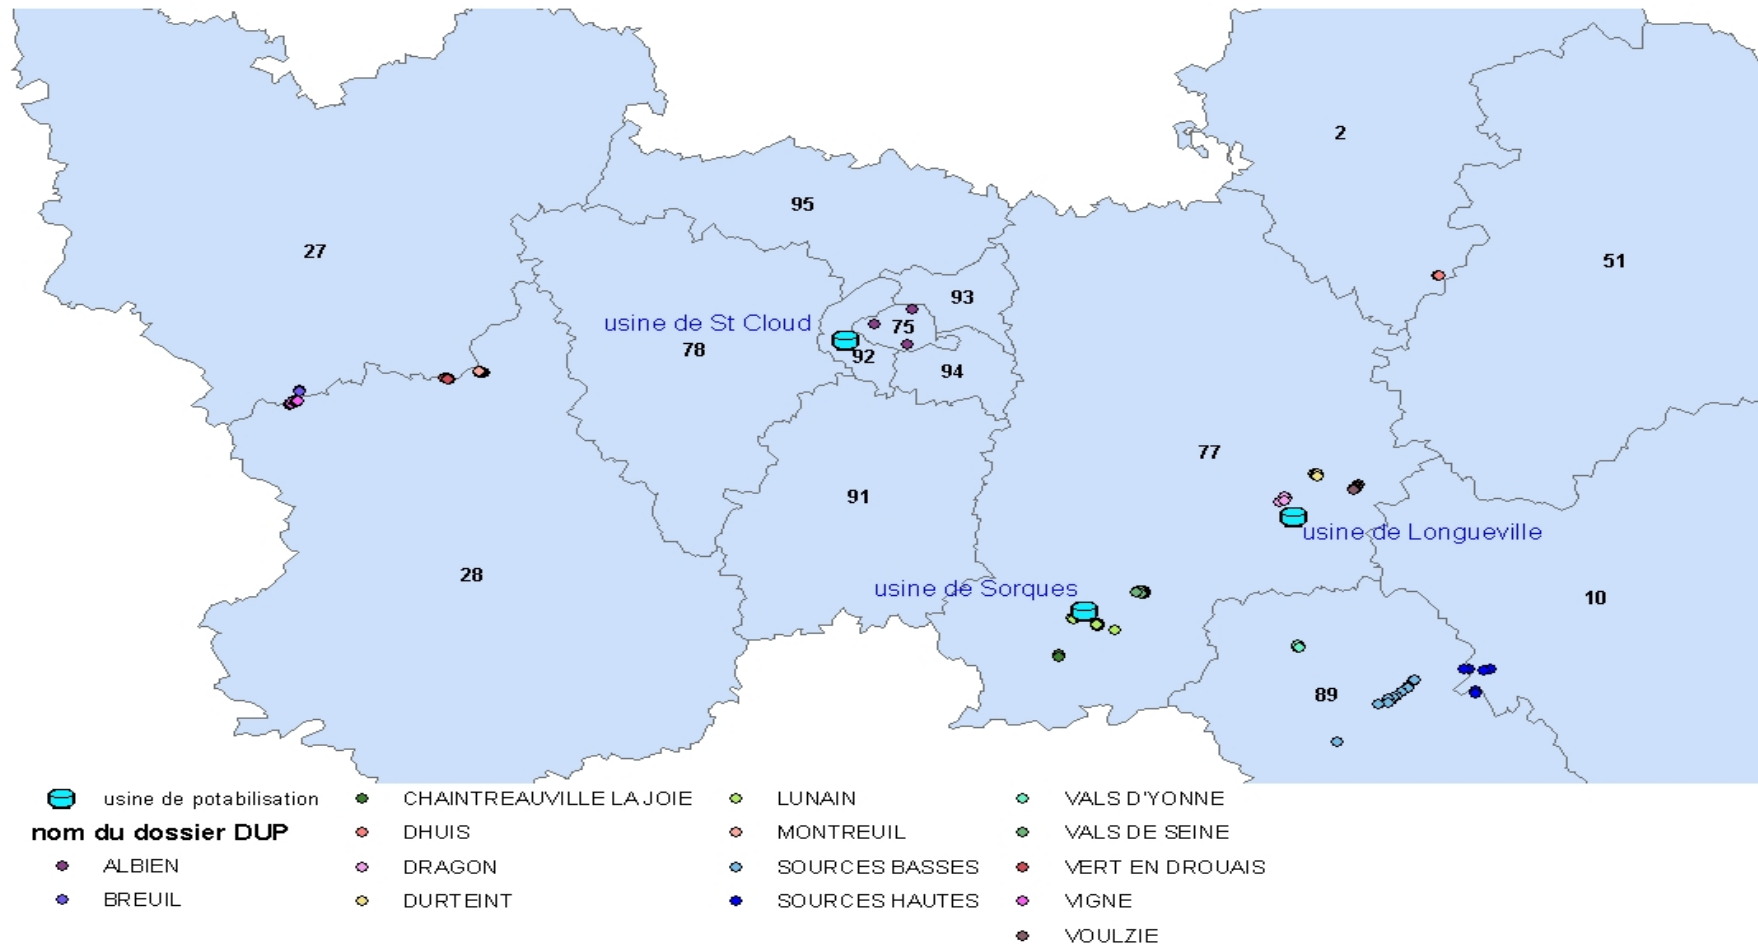 2
95
27
51
93
usine de St Cloud
75
78
92
94
77
91
usine de Longueville
28
usine de Sorques
10
89
usine de potabilisation
nom du dossier DUP
ALBIEN
BREUIL
CHAINTREAUVILLE LA JOIE
DHUIS
DRAGON
DURTEINT
LUNAIN
MONTREUIL
SOURCES BASSES
SOURCES HAUTES
VALS D'YONNE
VALS DE SEINE
VERT EN DROUAIS
VIGNE
VOULZIE